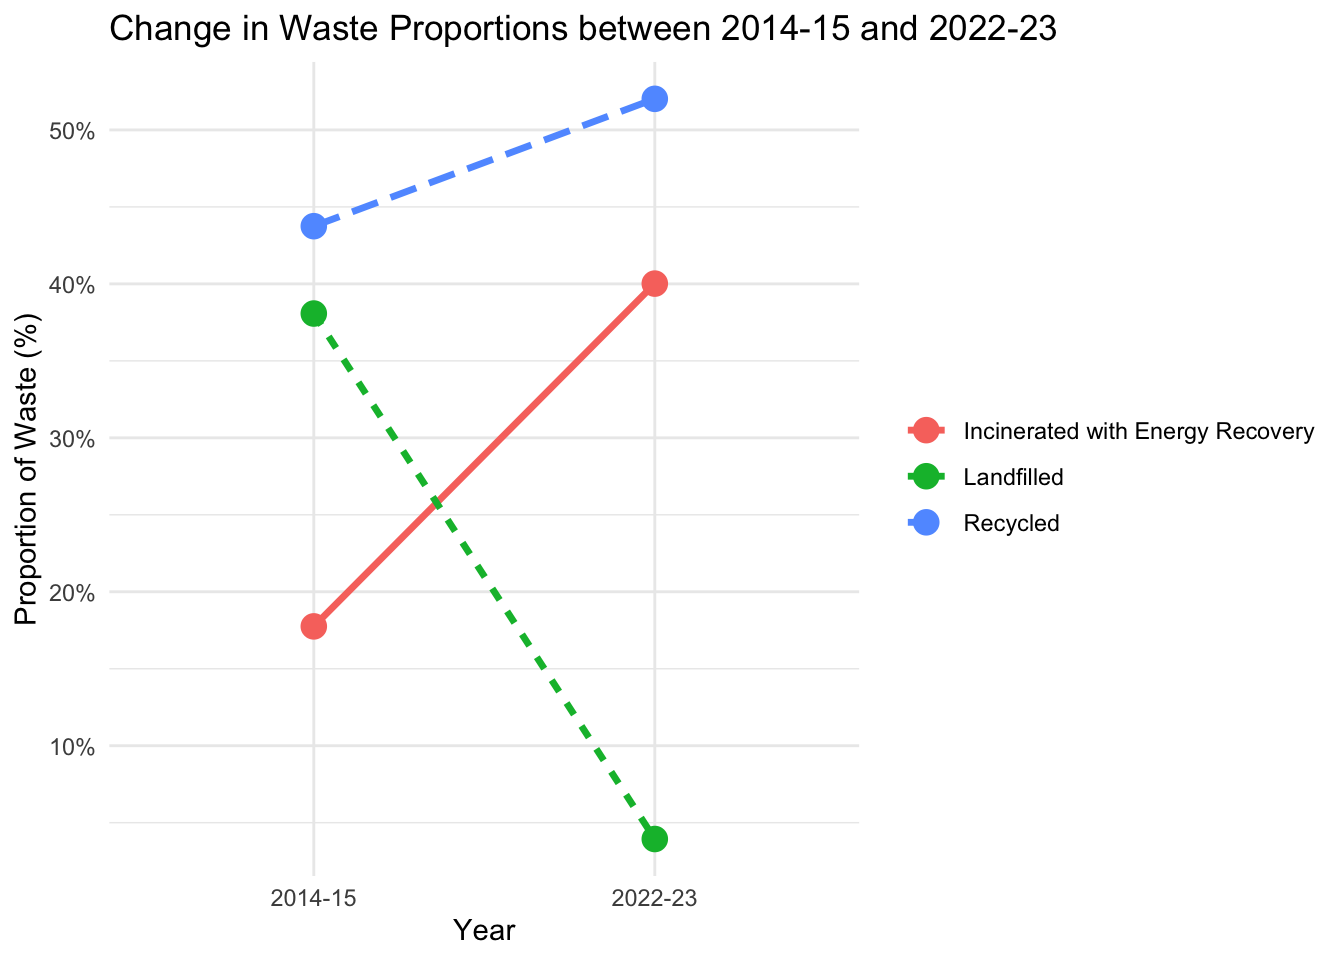 Change in Waste Proportions between 2014-15 and 2022-23
Proportion of Waste (%)
50%
40%
30%
20%
10%
2014-15
2022-23
Year
Incinerated with Energy Recovery
Landfilled
Recycled